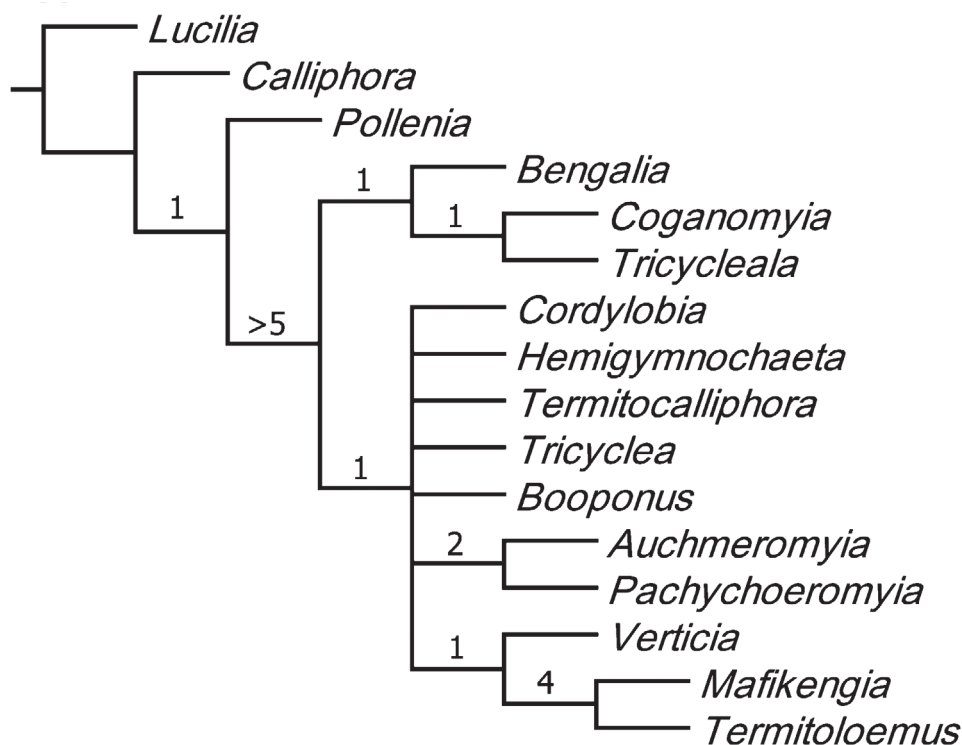 Lucilia
Calliphora
Pollenia
1
Bengalia
1
Coganomyia
1
Tricycleala
Cordylobia
>5
Hemigymnochaeta
Termitocalliphora
Tricyclea
1
Booponus
2
Auchmeromyia
Pachychoeromyia
1
Verticia
4
Mafikengia
Termitoloemus